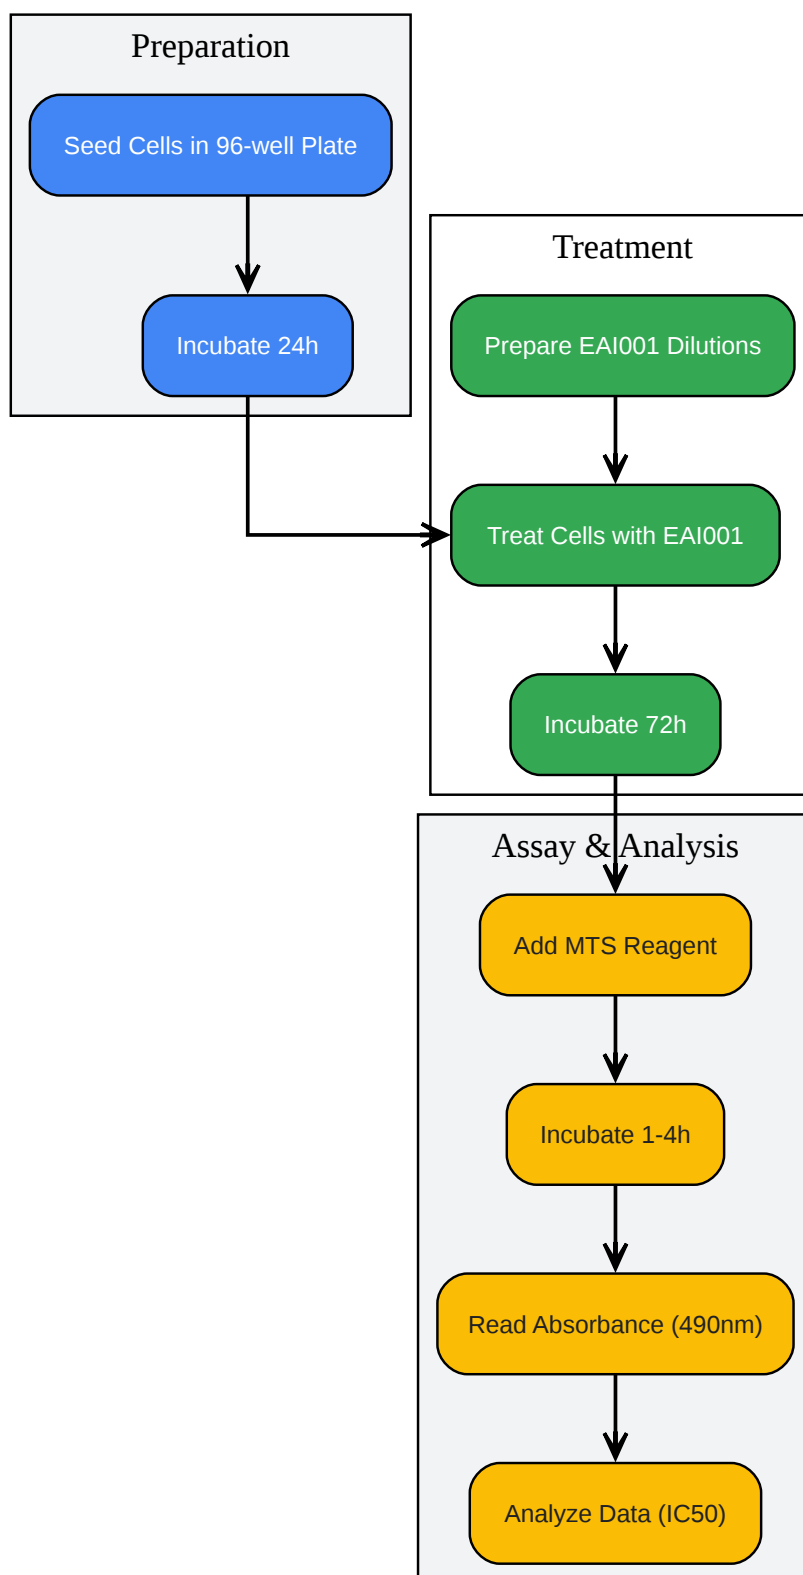 Preparation
Seed Cells in 96-well Plate
Incubate 24h
Treatment
Prepare EAI001 Dilutions
Treat Cells with EAI001
Incubate 72h
Assay & Analysis
Add MTS Reagent
Incubate 1-4h
Read Absorbance (490nm)
Analyze Data (IC50)